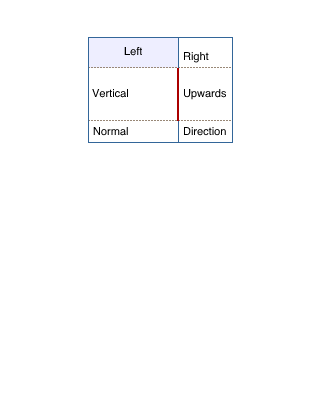 Left
Right
Vertical
Upwards
Normal
Direction